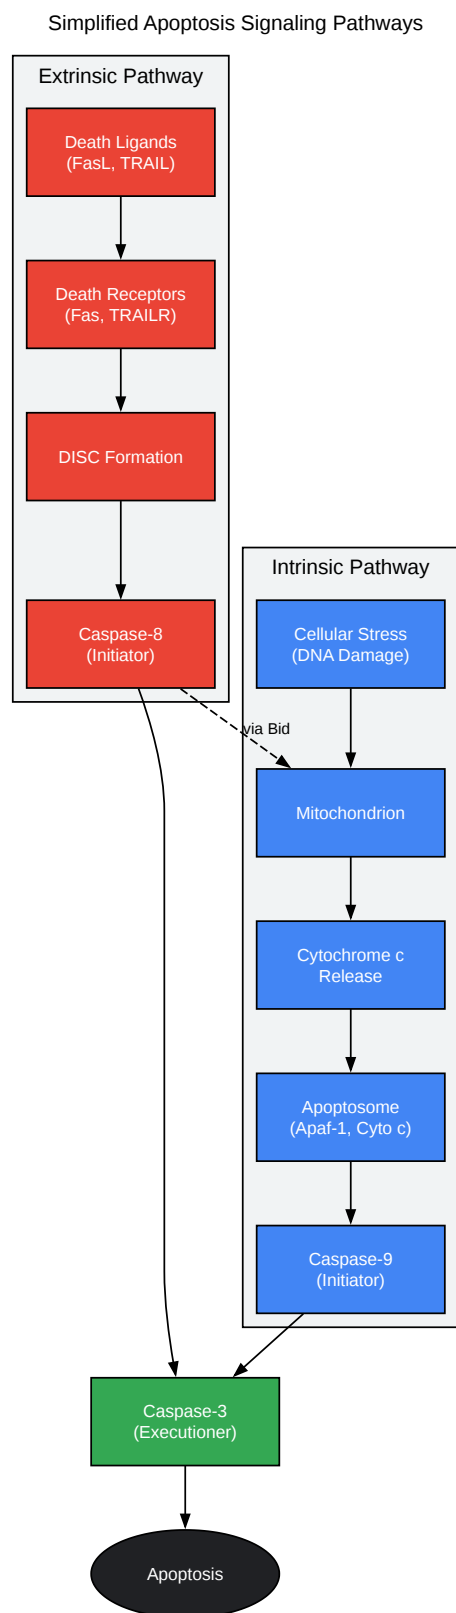 Simplified Apoptosis Signaling Pathways
Extrinsic Pathway
Death Ligands
(FasL, TRAIL)
Death Receptors
(Fas, TRAILR)
DISC Formation
Caspase-8
(Initiator)
Intrinsic Pathway
Cellular Stress
(DNA Damage)
via Bid
Mitochondrion
Cytochrome c
Release
Apoptosome
(Apaf-1, Cyto c)
Caspase-9
(Initiator)
Caspase-3
(Executioner)
Apoptosis